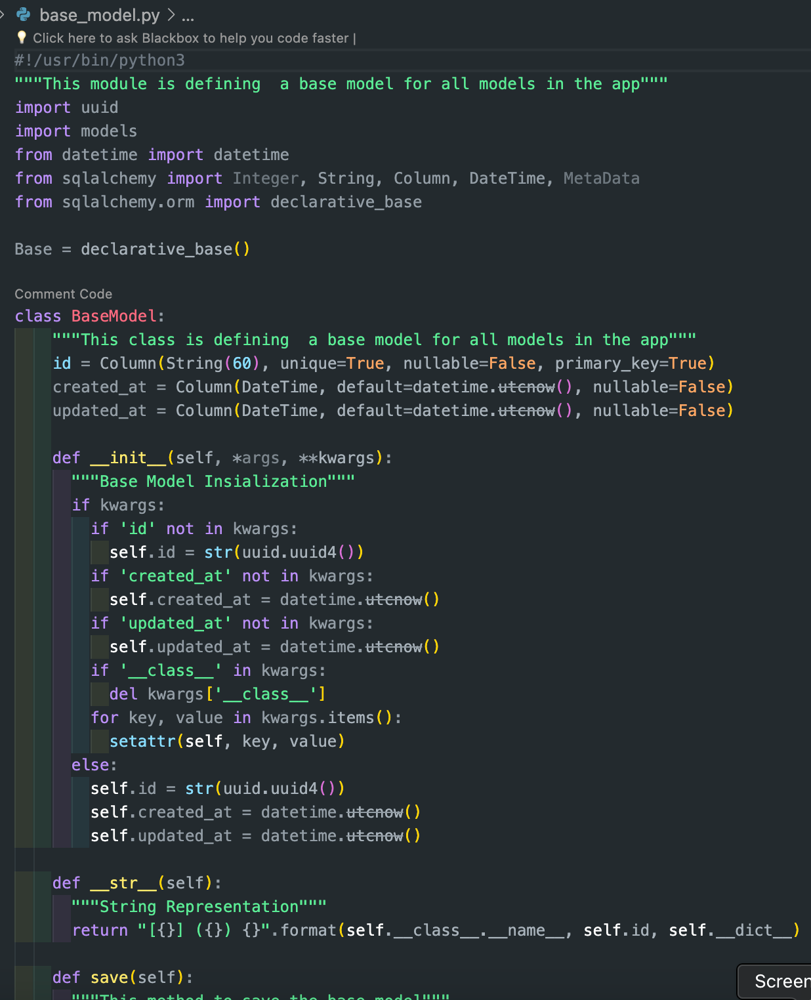 base_model.py > ...
Click here to ask Blackbox to help you code faster |
#!/usr/bin/python3
"""This module is defining  a base model for all models in the app"""
import uuid
import models
from datetime import datetime
from sqlalchemy import Integer, String, Column, DateTime, MetaData
from sqlalchemy.orm import declarative_base

Base = declarative_base()

Comment Code
class BaseModel:
    """This class is defining  a base model for all models in the app"""
    id = Column(String(60), unique=True, nullable=False, primary_key=True)
    created_at = Column(DateTime, default=datetime.utcnow(), nullable=False)
    updated_at = Column(DateTime, default=datetime.utcnow(), nullable=False)

    def __init__(self, *args, **kwargs):
      """Base Model Insialization"""
      if kwargs:
        if 'id' not in kwargs:
          self.id = str(uuid.uuid4())
        if 'created_at' not in kwargs:
          self.created_at = datetime.utcnow()
        if 'updated_at' not in kwargs:
          self.updated_at = datetime.utcnow()
        if '__class__' in kwargs:
          del kwargs['__class__']
        for key, value in kwargs.items():
          setattr(self, key, value)
      else:
        self.id = str(uuid.uuid4())
        self.created_at = datetime.utcnow()
        self.updated_at = datetime.utcnow()

    def __str__(self):
      """String Representation"""
      return "[{}] ({}) {}".format(self.__class__.__name__, self.id, self.__dict__)

    def save(self):
      """This method to save the base model"""
Screen